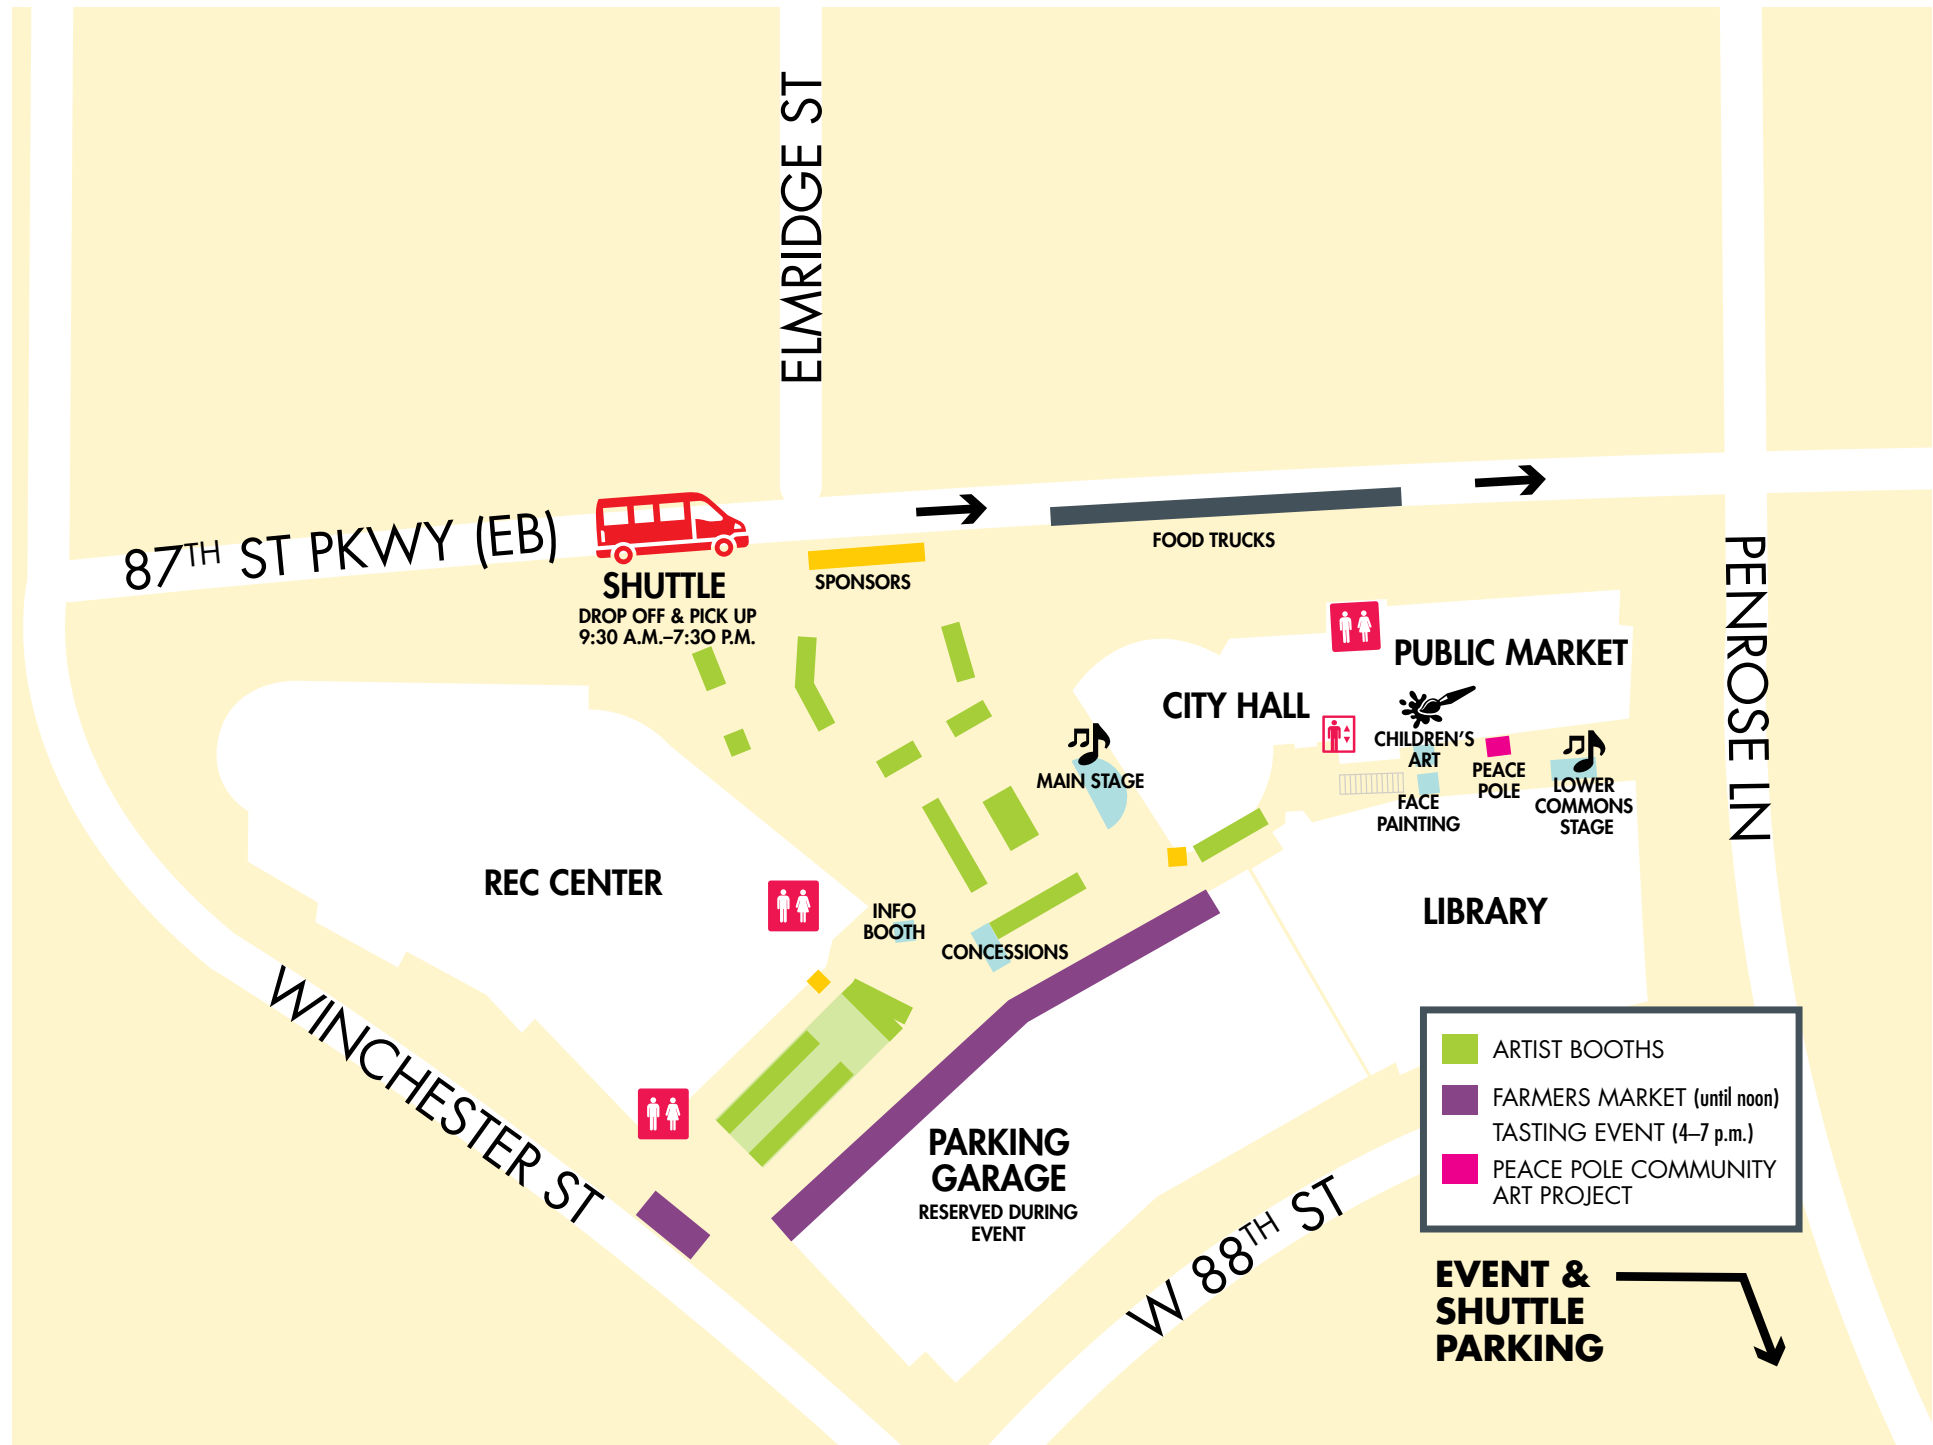 ELMRIDGE ST
87TH ST PKWY (EB)
SHUTTLE
DROP OFF & PICK UP
9:30 A.M.–7:30 P.M.
SPONSORS
FOOD TRUCKS
PENROSE LN
PUBLIC MARKET
CITY HALL
CHILDREN'S
ART
MAIN STAGE
PEACE
POLE
LOWER
COMMONS
STAGE
FACE
PAINTING
REC CENTER
INFO
BOOTH
CONCESSIONS
LIBRARY
WINCHESTER ST
PARKING
GARAGE
RESERVED DURING
EVENT
W 88TH ST
ARTIST BOOTHS
FARMERS MARKET (until noon)
TASTING EVENT (4–7 p.m.)
PEACE POLE COMMUNITY
ART PROJECT
EVENT &
SHUTTLE
PARKING